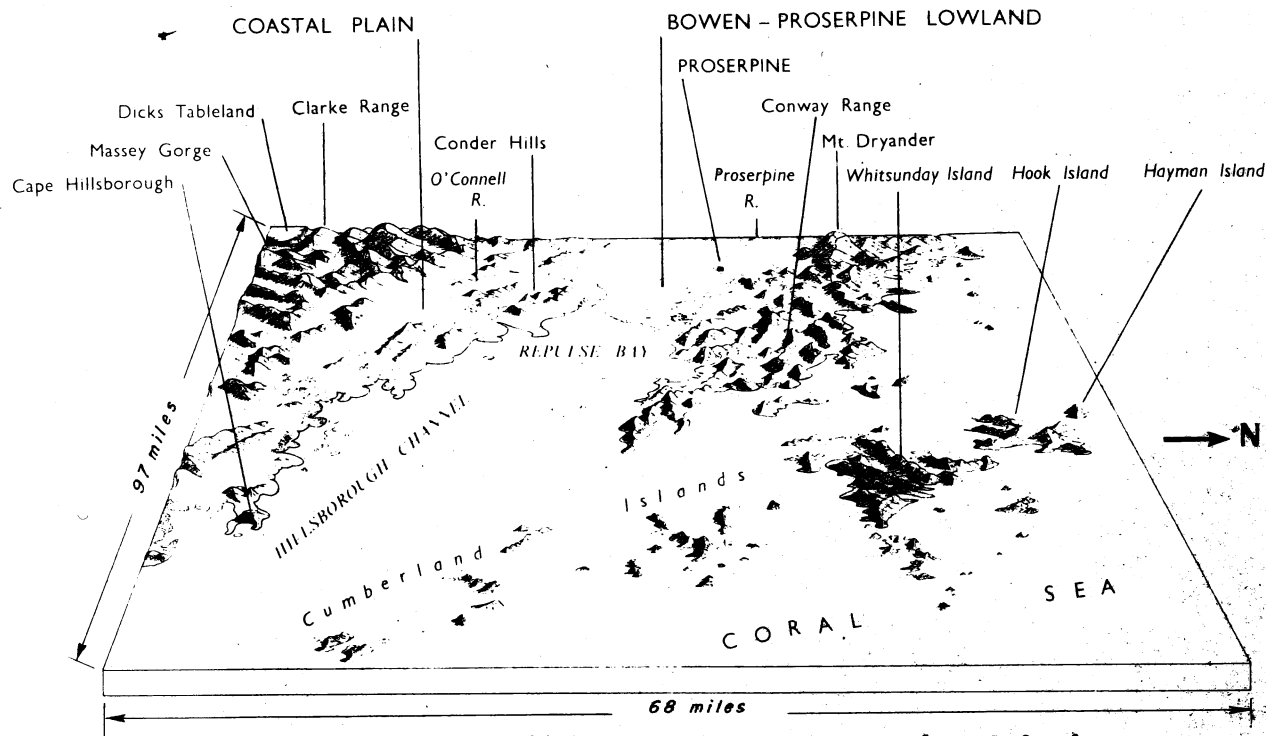 COASTAL PLAIN
BOWEN – PROSERPINE LOWLAND
PROSERPINE
Dicks Tableland
Clarke Range
Conway Range
Massey Gorge
Conder Hills
Mt. Dryander
Cape Hillsborough
O'Connell
R.
Proserpine
R.
Whitsunday Island
Hook Island
Hayman Island
REPULSE BAY
97 miles
HILLSBOROUGH CHANNEL
N
Islands
Cumberland
CORAL SEA
68 miles